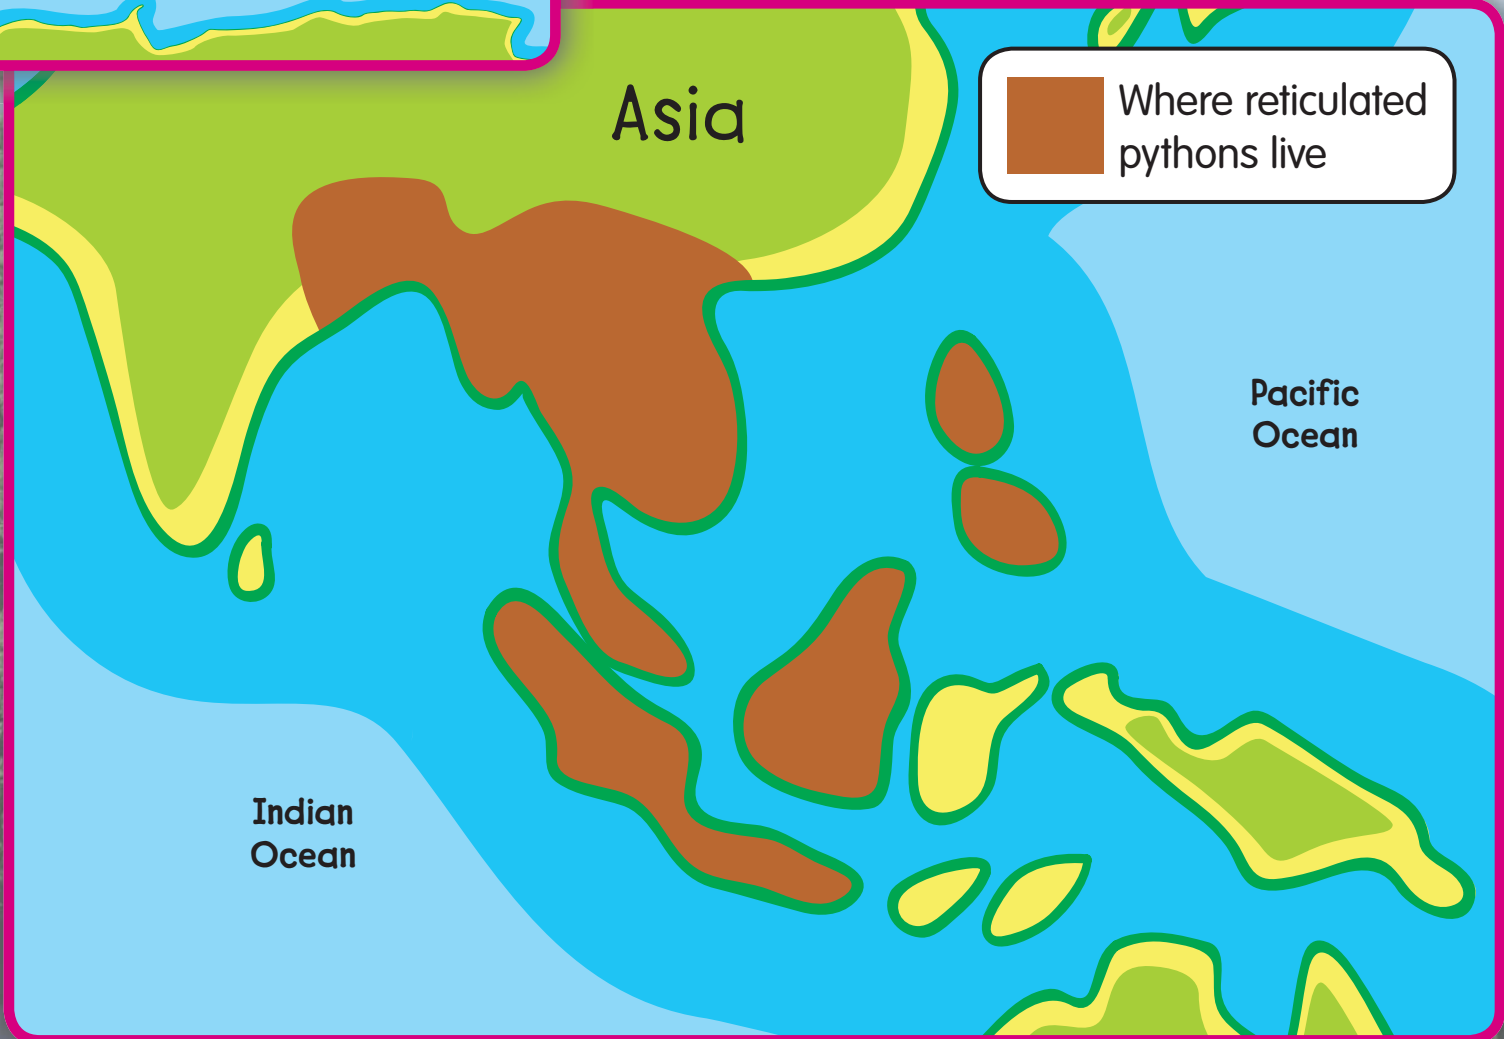 Asia
Where reticulated
pythons live
Pacific
Ocean
Indian
Ocean